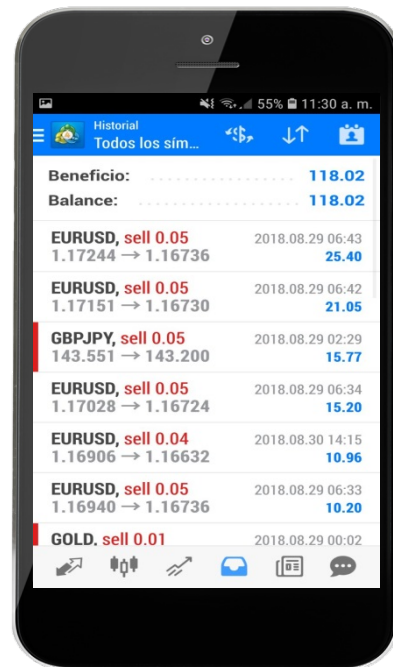 55% 11:30 a. m.
Historial
Todos los sím...
Beneficio: 118.02
Balance: 118.02
EURUSD, sell 0.05 2018.08.29 06:43
1.17244 → 1.16736 25.40
EURUSD, sell 0.05 2018.08.29 06:42
1.17151 → 1.16730 21.05
GBPJPY, sell 0.05 2018.08.29 02:29
143.551 → 143.200 15.77
EURUSD, sell 0.05 2018.08.29 06:34
1.17028 → 1.16724 15.20
EURUSD, sell 0.04 2018.08.30 14:15
1.16906 → 1.16632 10.96
EURUSD, sell 0.05 2018.08.29 06:33
1.16940 → 1.16736 10.20
GOLD, sell 0.01 2018.08.29 00:02